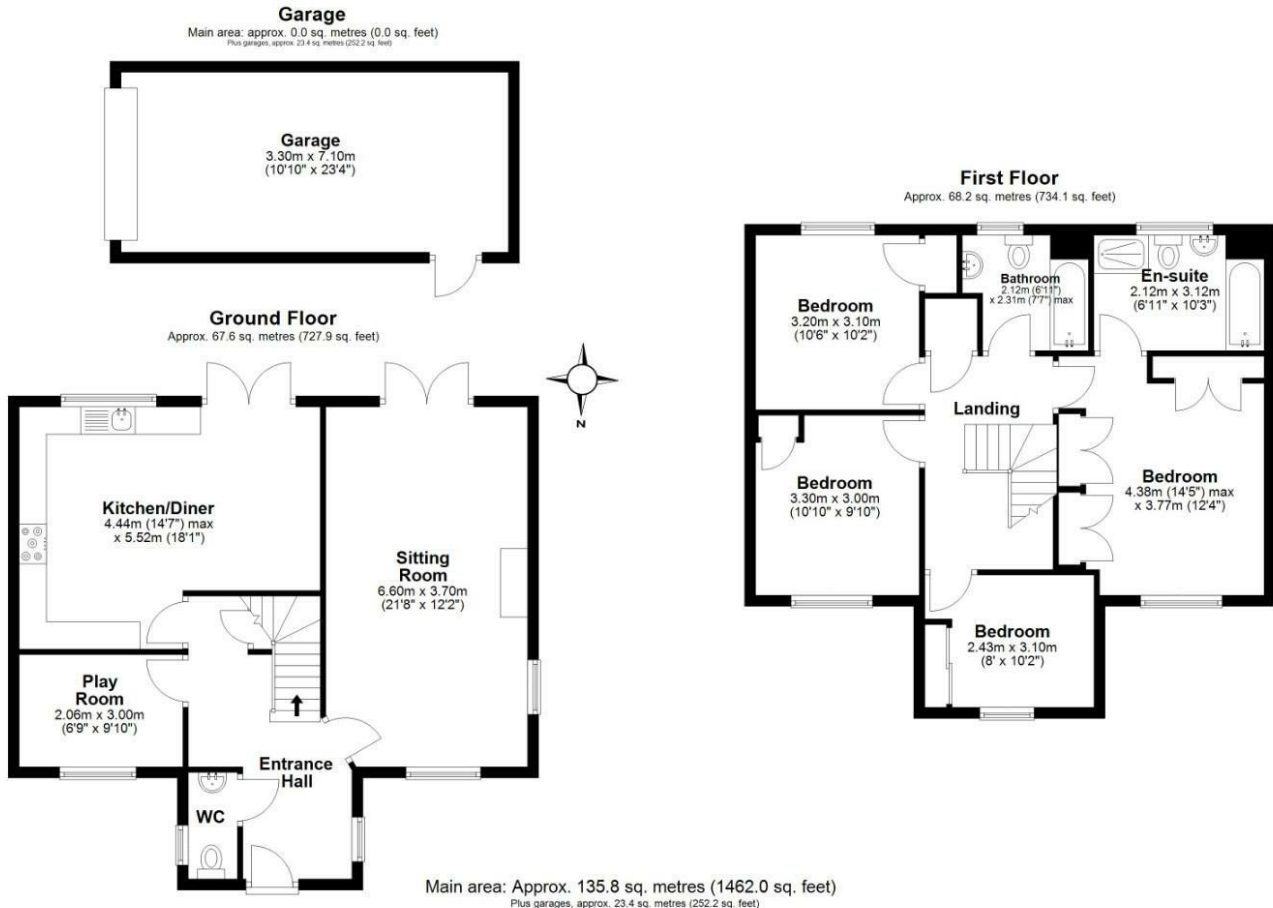 Garage
Main area: approx. 0.0 sq. metres (0.0 sq. feet)
Plus garages, approx. 23.4 sq. metres (252.2 sq. feet)
Garage
3.30m x 7.10m
(10'10" x 23'4")
Ground Floor
Approx. 67.6 sq. metres (727.9 sq. feet)
N
Kitchen/Diner
4.44m (14'7") max
x 5.52m (18'1")
Sitting
Room
6.60m x 3.70m
(21'8" x 12'2")
Play
Room
2.06m x 3.00m
(6'9" x 9'10")
Entrance
Hall
WC
First Floor
Approx. 68.2 sq. metres (734.1 sq. feet)
Bedroom
3.20m x 3.10m
(10'6" x 10'2")
Bathroom
2.12m (6'11")
x 2.31m (7'7") max
En-suite
2.12m x 3.12m
(6'11" x 10'3")
Landing
Bedroom
3.30m x 3.00m
(10'10" x 9'10")
Bedroom
4.38m (14'5") max
x 3.77m (12'4")
Bedroom
2.43m x 3.10m
(8' x 10'2")
Main area: Approx. 135.8 sq. metres (1462.0 sq. feet)
Plus garages, approx. 23.4 sq. metres (252.2 sq. feet)